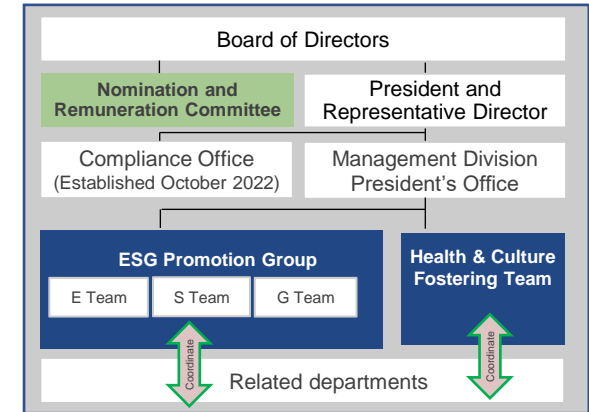 Board of Directors
Nomination and
Remuneration Committee
President and
Representative Director
Compliance Office
(Established October 2022)
Management Division
President's Office
ESG Promotion Group
E Team
S Team
G Team
Health & Culture
Fostering Team
Coordinate
Coordinate
Related departments